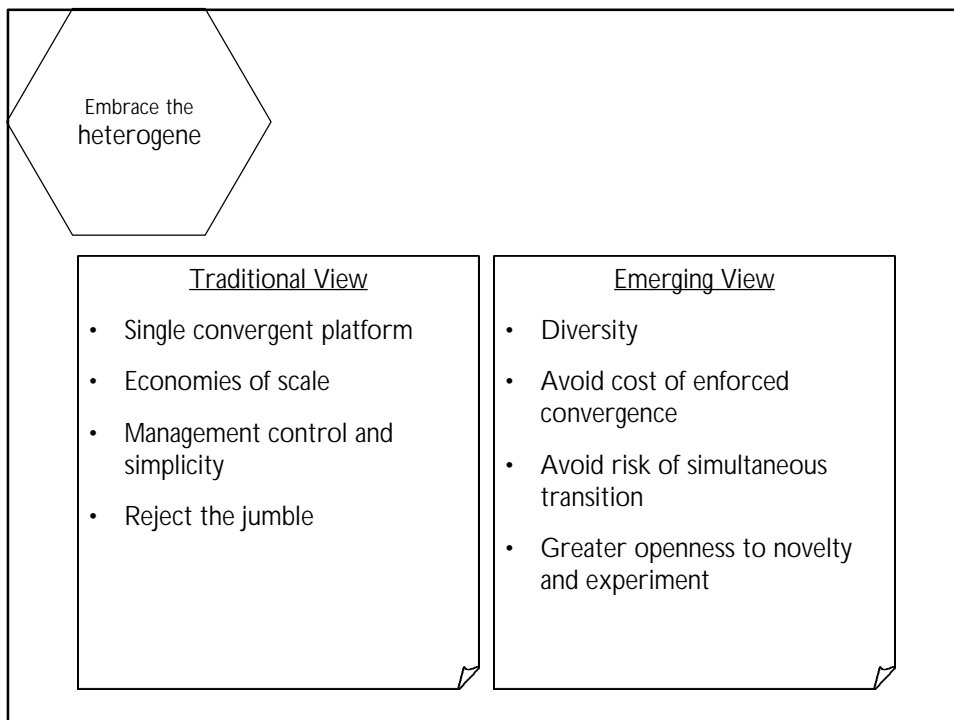 Embrace the
heterogene
Traditional View
• Single convergent platform
• Economies of scale
• Management control and
simplicity
• Reject the jumble
Emerging View
• Diversity
• Avoid cost of enforced
convergence
• Avoid risk of simultaneous
transition
• Greater openness to novelty
and experiment